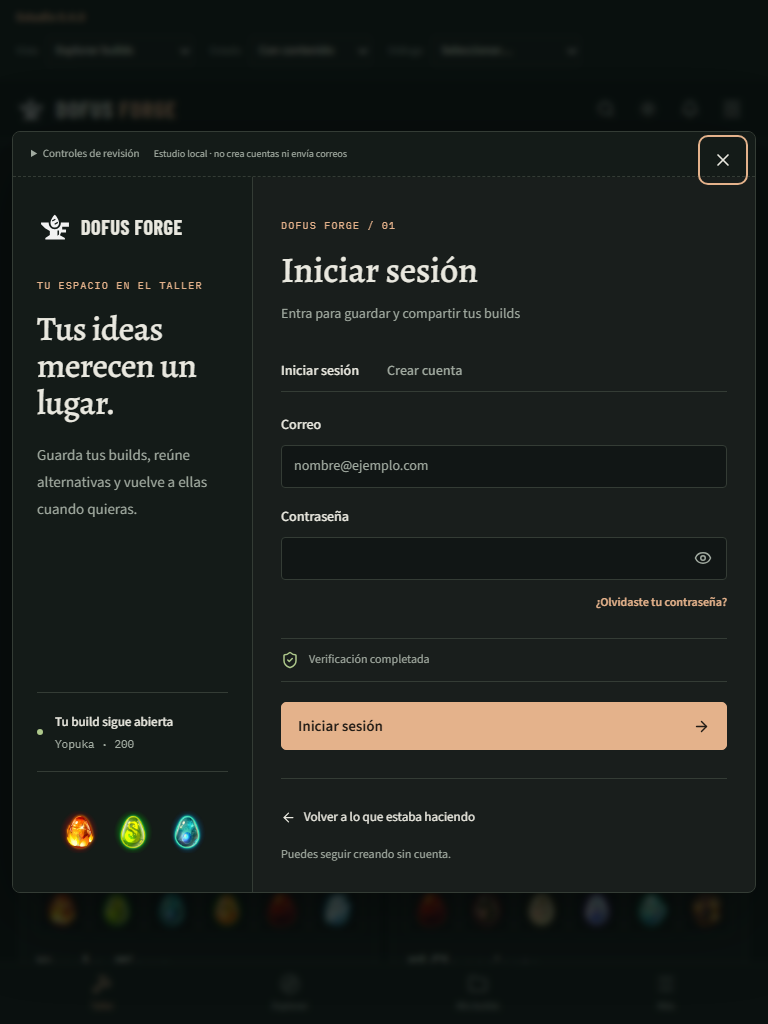 Controles de revisión
Estudio local · no crea cuentas ni envía correos
DOFUS FORGE
TU ESPACIO EN EL TALLER
Tus ideas
merecen un
lugar.
Guarda tus builds, reúne
alternativas y vuelve a ellas
cuando quieras.
Tu build sigue abierta
Yopuka · 200
DOFUS FORGE / 01
Iniciar sesión
Entra para guardar y compartir tus builds
Iniciar sesión
Crear cuenta
Correo
nombre@ejemplo.com
Contraseña
¿Olvidaste tu contraseña?
Verificación completada
Iniciar sesión
Volver a lo que estaba haciendo
Puedes seguir creando sin cuenta.